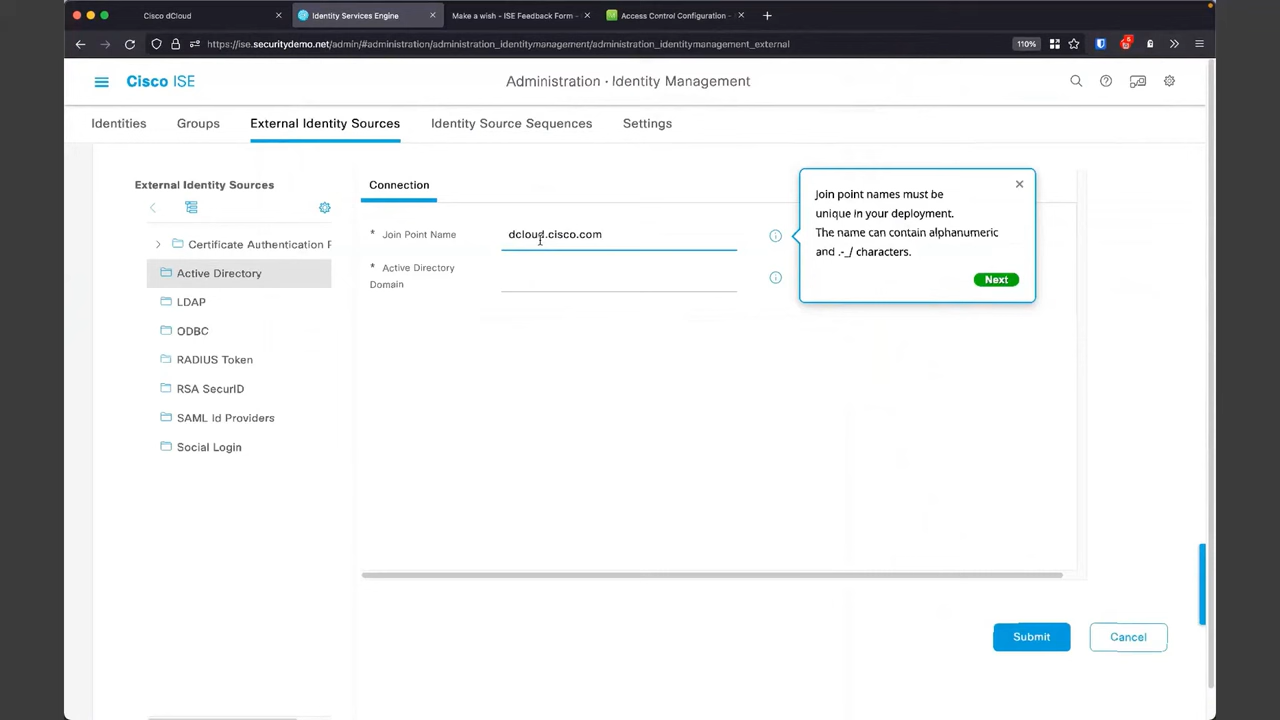 Cisco dCloud
Identity Services Engine
Make a wish - ISE Feedback Form -
Access Control Configuration -
https://ise.securitydemo.net/admin/#administration/administration_identitymanagement/administration_identitymanagement_external
110%
Cisco ISE
Administration · Identity Management
Identities
Groups
External Identity Sources
Identity Source Sequences
Settings
External Identity Sources
Certificate Authentication F
Active Directory
LDAP
ODBC
RADIUS Token
RSA SecurID
SAML Id Providers
Social Login
Connection
* Join Point Name
dcloud.cisco.com
* Active Directory
Domain
Join point names must be
unique in your deployment.
The name can contain alphanumeric
and .-_/ characters.
Next
Submit
Cancel